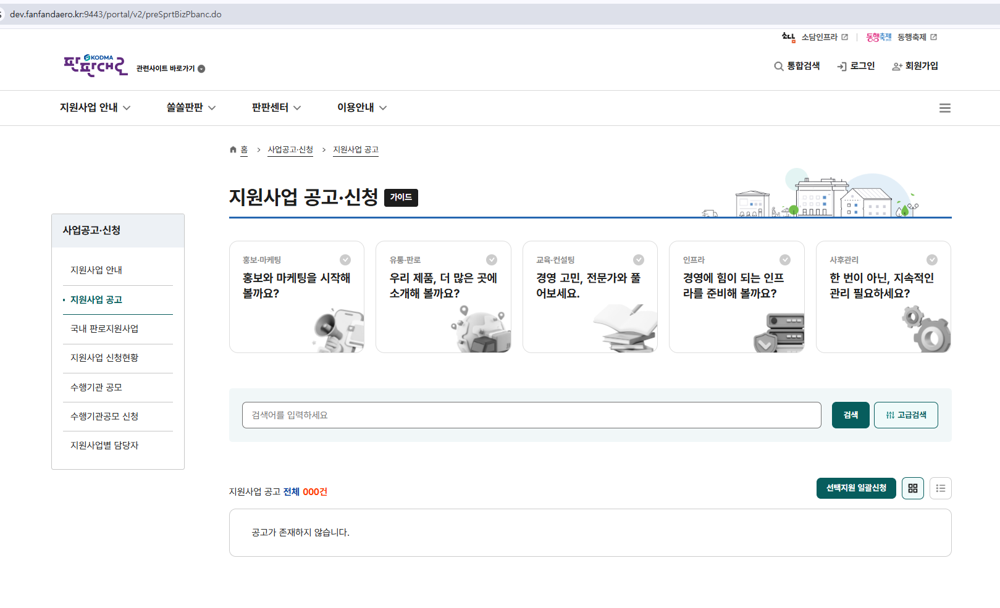 dev.fanfandaero.kr:9443/portal/v2/preSprtBizPbanc.do
소담 소담인프라 동행축제 동행축제
KODMA
판판대로 관련사이트 바로가기
통합검색 로그인 회원가입
지원사업 안내 쏠쏠판판 판판센터 이용안내
홈 > 사업공고·신청 > 지원사업 공고
지원사업 공고·신청 가이드
사업공고·신청
지원사업 안내
· 지원사업 공고
국내 판로지원사업
지원사업 신청현황
수행기관 공모
수행기관공모 신청
지원사업별 담당자
홍보·마케팅
홍보와 마케팅을 시작해
볼까요?
유통·판로
우리 제품, 더 많은 곳에
소개해 볼까요?
교육·컨설팅
경영 고민, 전문가와 풀
어보세요.
인프라
경영에 힘이 되는 인프
라를 준비해 볼까요?
사후관리
한 번이 아닌, 지속적인
관리 필요하세요?
검색어를 입력하세요 검색 고급검색
지원사업 공고 전체 000건 선택지원 일괄신청
공고가 존재하지 않습니다.